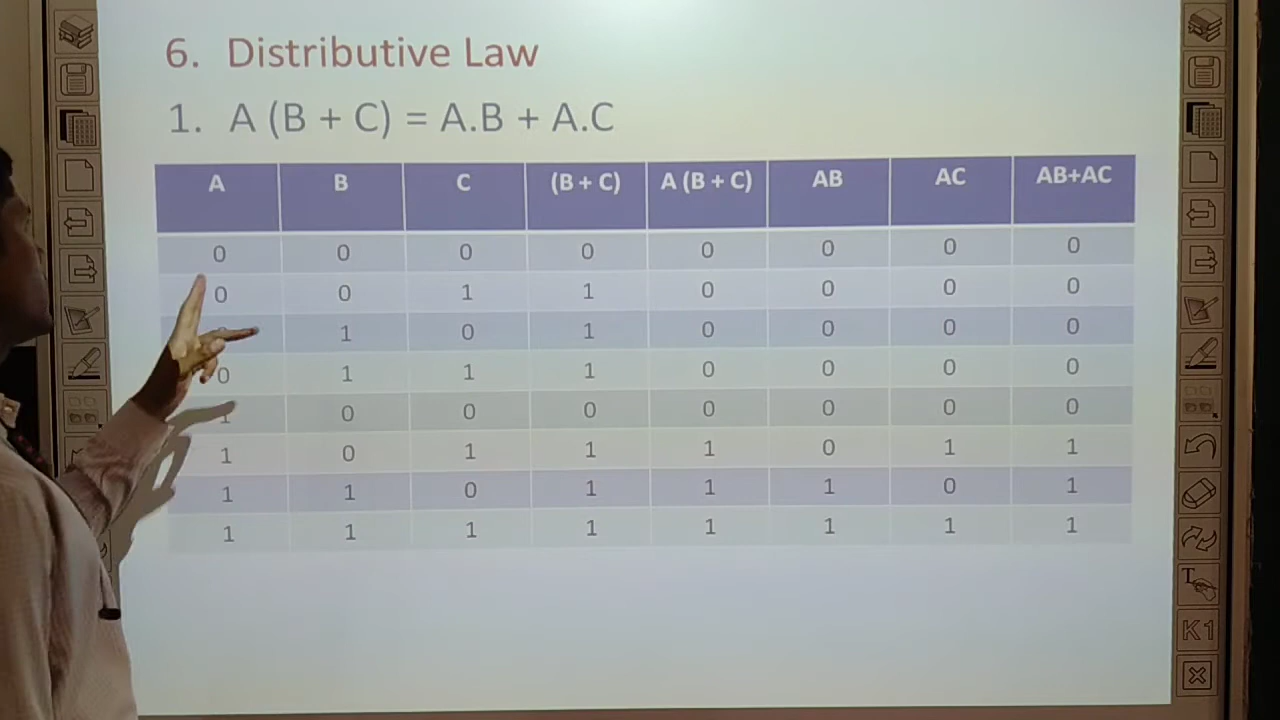 6. Distributive Law
1. A (B + C) = A.B + A.C
A B C (B + C) A (B + C) AB AC AB+AC
0 0 0 0 0 0 0 0
0 0 1 1 0 0 0 0
1 0 1 0 0 0 0
0 1 1 1 0 0 0 0
1 0 0 0 0 0 0 0
1 0 1 1 1 0 1 1
1 1 0 1 1 1 0 1
1 1 1 1 1 1 1 1
T
K1